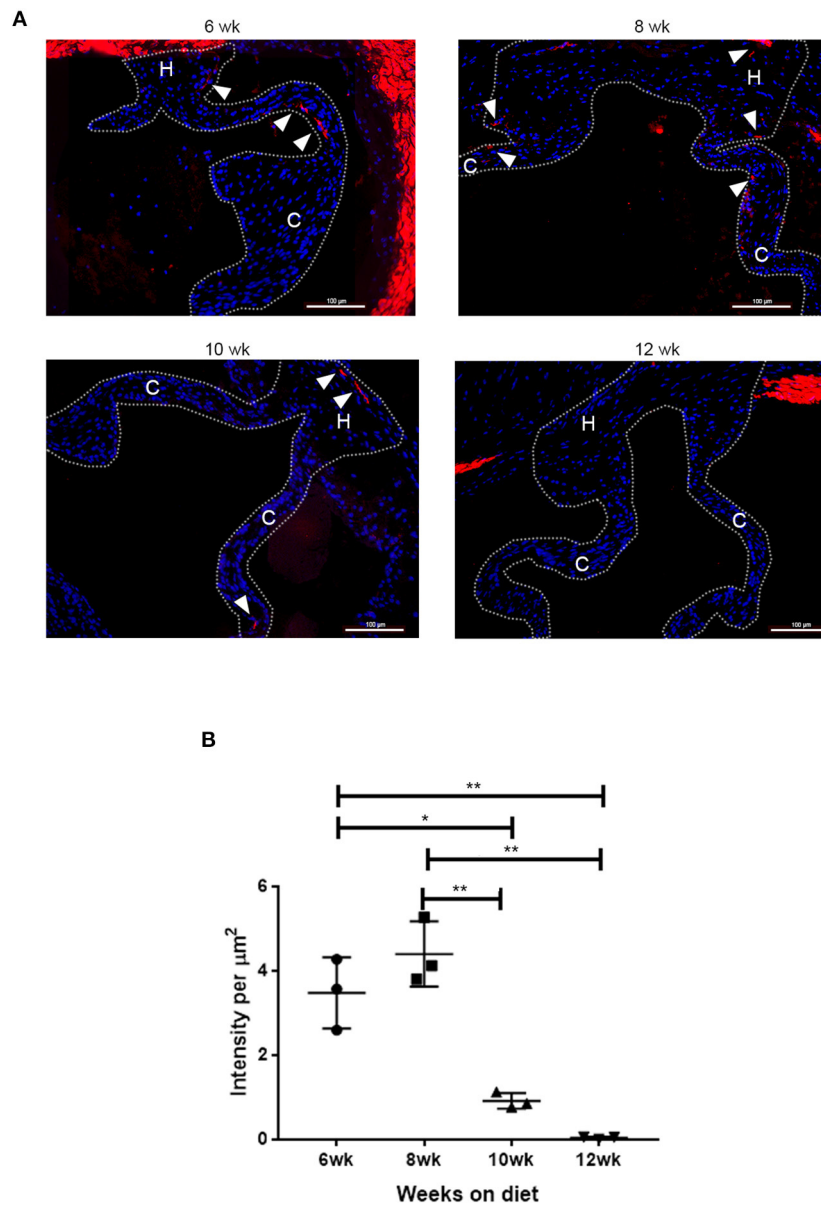 A
6 wk
8 wk
H
C
100 µm
H
C
C
100 µm
10 wk
12 wk
C
H
C
100 µm
H
C
C
100 µm
B
**
*
**
**
Intensity per µm²
6
4
2
0
6wk 8wk 10wk 12wk
Weeks on diet